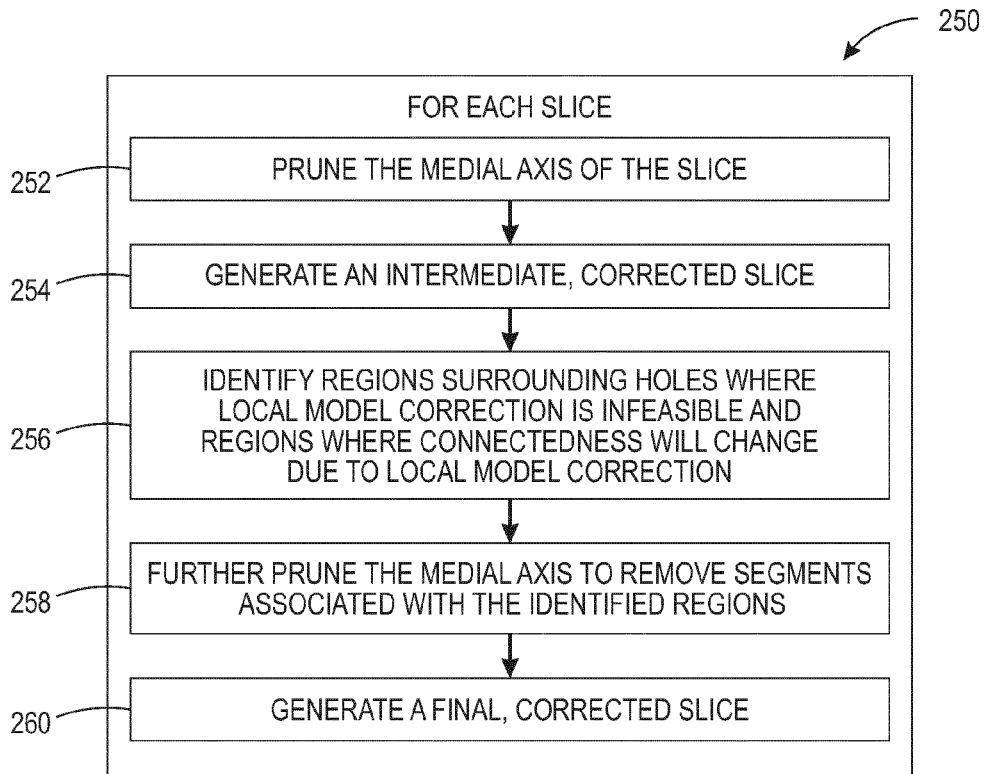 250
FOR EACH SLICE
252
PRUNE THE MEDIAL AXIS OF THE SLICE
254
GENERATE AN INTERMEDIATE, CORRECTED SLICE
256
IDENTIFY REGIONS SURROUNDING HOLES WHERE
LOCAL MODEL CORRECTION IS INFEASIBLE AND
REGIONS WHERE CONNECTEDNESS WILL CHANGE
DUE TO LOCAL MODEL CORRECTION
258
FURTHER PRUNE THE MEDIAL AXIS TO REMOVE SEGMENTS
ASSOCIATED WITH THE IDENTIFIED REGIONS
260
GENERATE A FINAL, CORRECTED SLICE